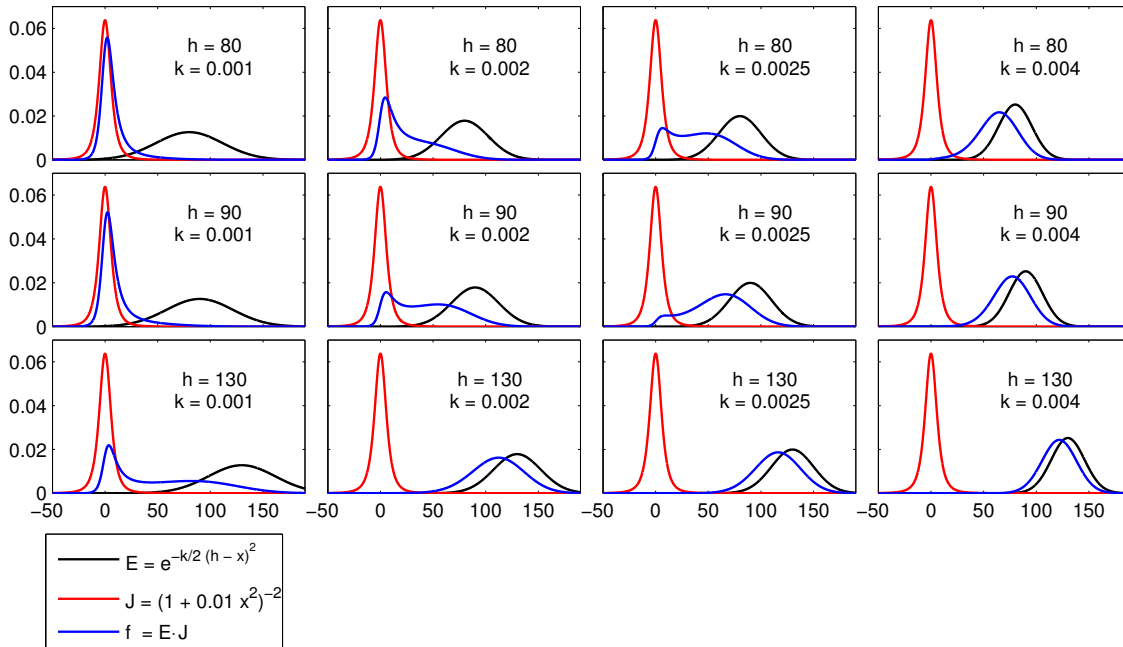 0.06
0.04
0.02
0
h = 80
k = 0.001
h = 80
k = 0.002
h = 80
k = 0.0025
h = 80
k = 0.004
0.06
0.04
0.02
0
h = 90
k = 0.001
h = 90
k = 0.002
h = 90
k = 0.0025
h = 90
k = 0.004
0.06
0.04
0.02
0
h = 130
k = 0.001
h = 130
k = 0.002
h = 130
k = 0.0025
h = 130
k = 0.004
−50 0 50 100 150
−50 0 50 100 150
−50 0 50 100 150
−50 0 50 100 150
E = e^{−k/2 (h − x)^2}
J = (1 + 0.01 x^2)^{−2}
f = E·J